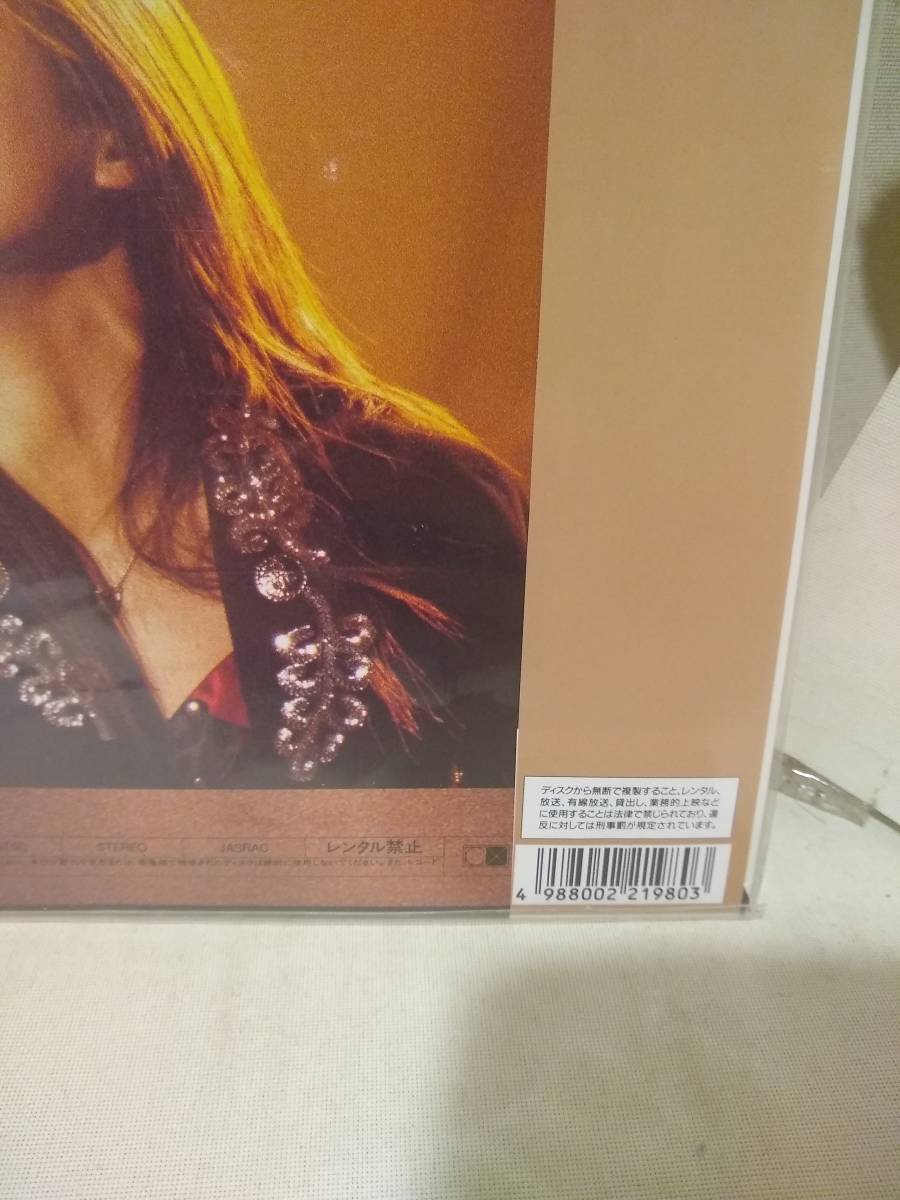 ディスクから無断で複製すること、レンタル、
放送、有線放送、貸出し、業務的上映など
に使用することは法律で禁じられており、違
反に対しては刑事罰が規定されています。
STEREO JASRAC レンタル禁止
4 988002 219803